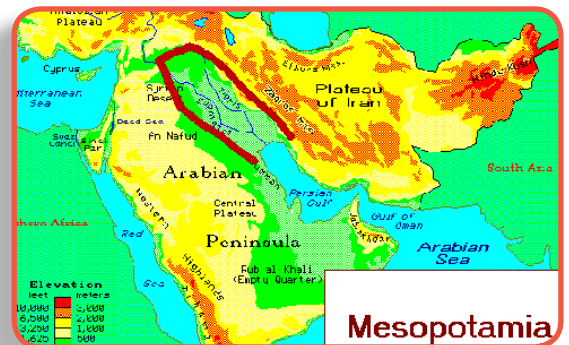 Anatolian
Plateau
Cyprus
Mediterranean
Sea
Syrian
Desert
Dead Sea
An Nafud
Tigris
Euphrates
Zagros Mts
Elburz Mts.
Plateau
of Iran
Hindu Kush
South Asia
Arabian
Peninsula
Central
Plateau
Persian
Gulf
Gulf of
Oman
Arabian
Sea
Western
Highlands
Red
Sea
Rub al Khali
(Empty Quarter)
Elevation
feet meters
10,000 3,000
6,500 2,000
3,250 1,000
1,625 500
Mesopotamia